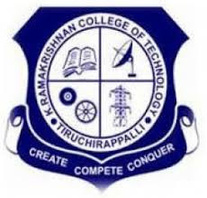 K.RAMAKRISHNAN COLLEGE OF TECHNOLOGY
• TIRUCHIRAPPALLI •
CREATE COMPETE CONQUER